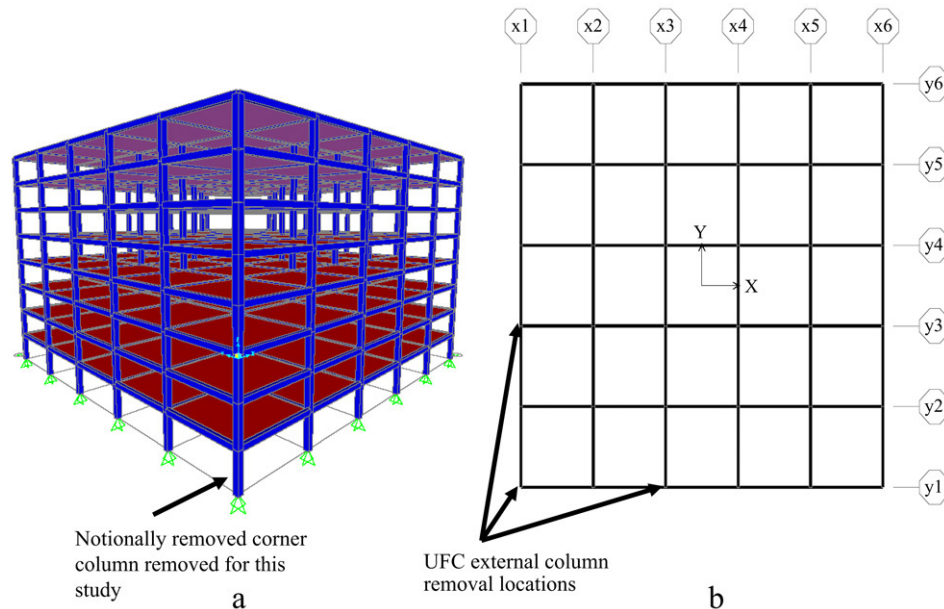 x1 x2 x3 x4 x5 x6
y6
y5
Y
y4
X
y3
y2
y1
Notionally removed corner
column removed for this
study
UFC external column
removal locations
a
b